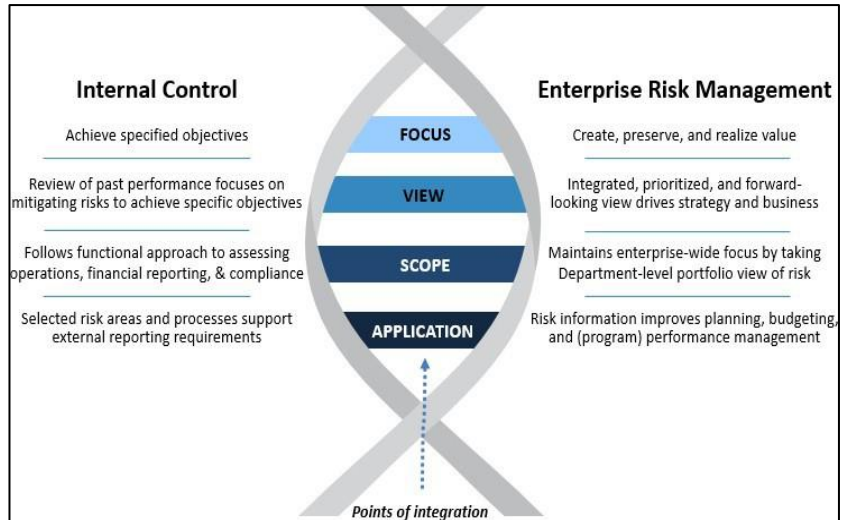 Internal Control
Enterprise Risk Management
Achieve specified objectives
FOCUS
Create, preserve, and realize value
Review of past performance focuses on
mitigating risks to achieve specific objectives
VIEW
Integrated, prioritized, and forward-
looking view drives strategy and business
Follows functional approach to assessing
operations, financial reporting, & compliance
SCOPE
Maintains enterprise-wide focus by taking
Department-level portfolio view of risk
Selected risk areas and processes support
external reporting requirements
APPLICATION
Risk information improves planning, budgeting,
and (program) performance management
Points of integration